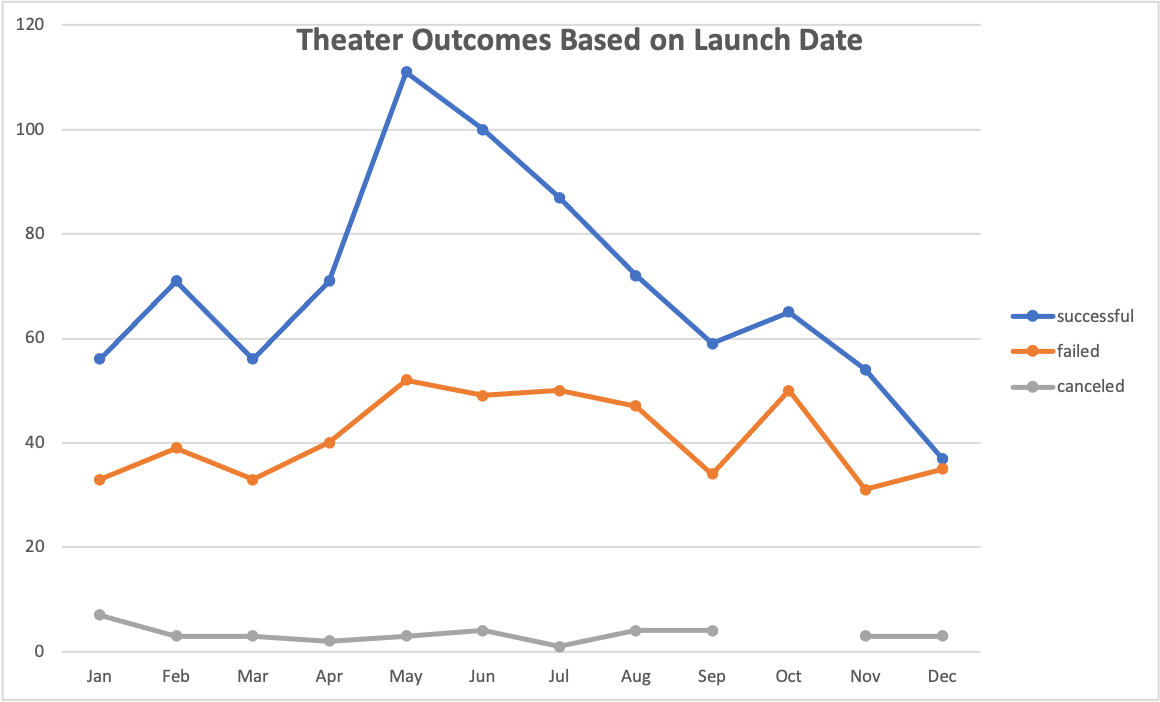 Theater Outcomes Based on Launch Date
120
100
80
60
40
20
0
Jan Feb Mar Apr May Jun Jul Aug Sep Oct Nov Dec
successful
failed
canceled